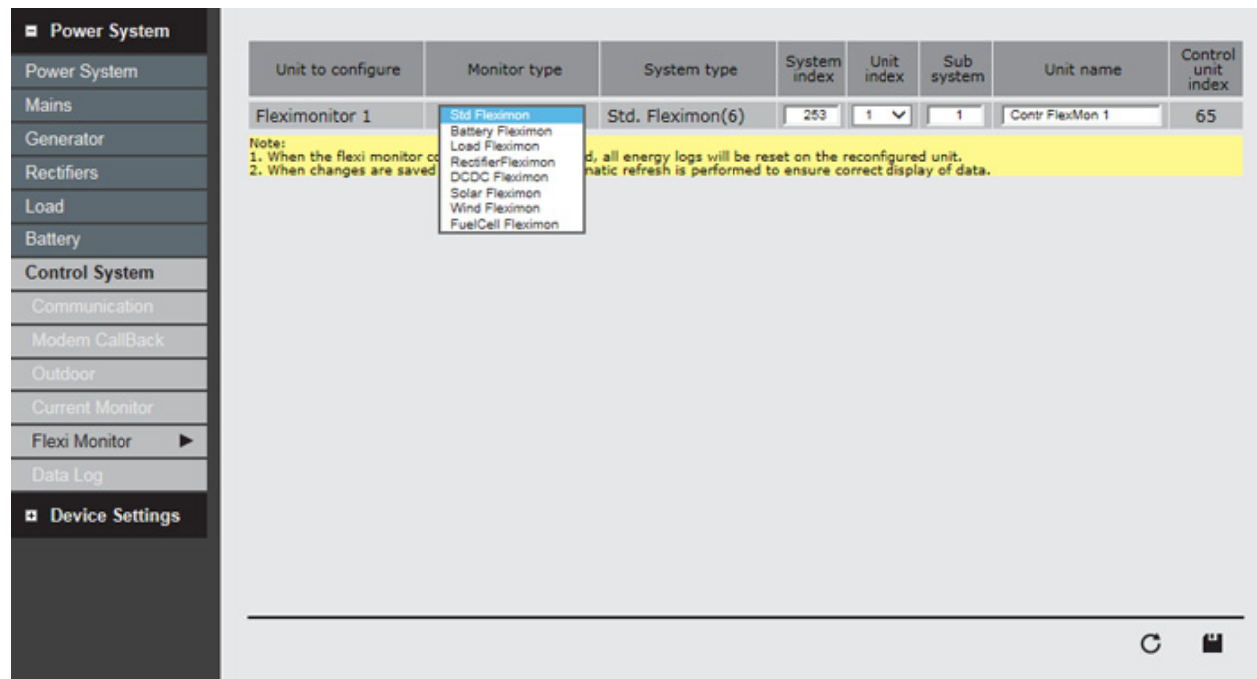 Power System
Power System
Mains
Generator
Rectifiers
Load
Battery
Control System
Communication
Modem CallBack
Outdoor
Current Monitor
Flexi Monitor
Data Log
Device Settings
Unit to configure
Monitor type
System type
System index
Unit index
Sub system
Unit name
Control unit index
Fleximonitor 1
Std Fleximon
Std. Fleximon(6)
253
1
1
Contr FlexMon 1
65
Battery Fleximon
Load Fleximon
RectifierFleximon
DCDC Fleximon
Solar Fleximon
Wind Fleximon
FuelCell Fleximon
Note:
1. When the flexi monitor d, all energy logs will be reset on the reconfigured unit.
2. When changes are saved matic refresh is performed to ensure correct display of data.